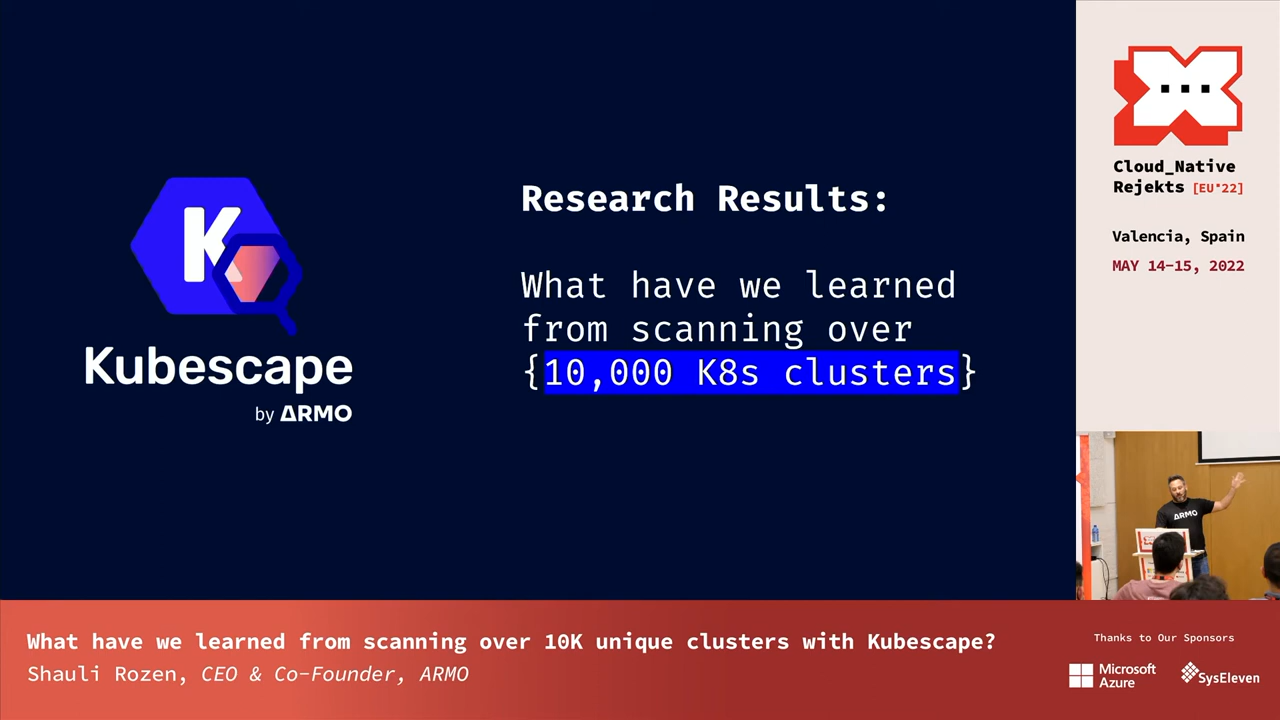 K
Kubescape
by ARMO
Research Results:
What have we learned
from scanning over
{10,000 K8s clusters}
Cloud_Native
Rejekts [EU*22]
Valencia, Spain
MAY 14-15, 2022
ARMO
What have we learned from scanning over 10K unique clusters with Kubescape?
Shauli Rozen, CEO & Co-Founder, ARMO
Thanks to Our Sponsors
Microsoft
Azure
SysEleven